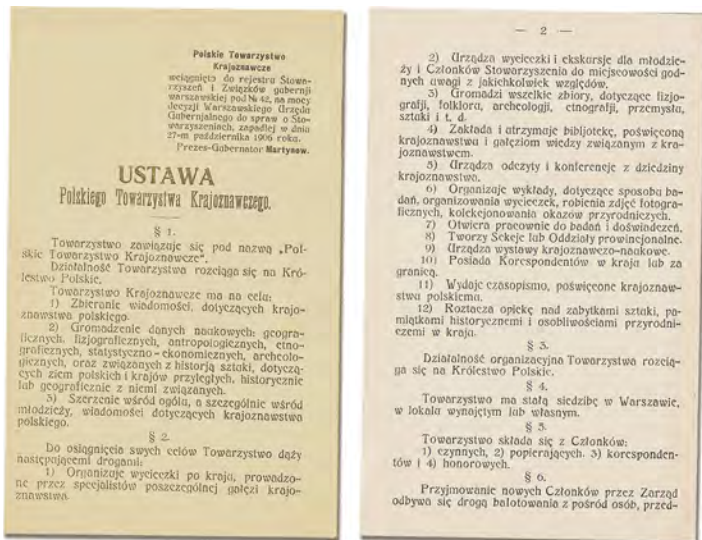 Polskie Towarzystwo
Krajoznawcze
wciągnięto do rejestru Stowa-
rzyszeń i Związków gubernji
warszawskiej pod № 42, na mocy
decyzji Warszawskiego Urzędu
Gubernjalnego do spraw o Sto-
warzyszeniach, zapadłej w dniu
27-m października 1906 roku.
Prezes-Gubernator Martynow.
USTAWA
Polskiego Towarzystwa Krajoznawczego.
§ 1.
Towarzystwo zawiązuje się pod nazwą „Pol-
skie Towarzystwo Krajoznawcze".
Działalność Towarzystwa rozciąga się na Kró-
lestwo Polskie.
Towarzystwo Krajoznawcze ma na celu:
1) Zbieranie wiadomości, dotyczących krajo-
znawstwa polskiego.
2) Gromadzenie danych naukowych: geogra-
ficznych, fizjograficznych, antropologicznych, etno-
graficznych, statystyczno-ekonomicznych, archeolo-
gicznych, oraz związanych z historją sztuki, dotyczą-
cych ziem polskich i krajów przyległych, historycznie
lub geograficznie z niemi związanych.
3) Szerzenie wśród ogółu, a szczególnie wśród
młodzieży, wiadomości dotyczących krajoznawstwa
polskiego.
§ 2.
Do osiągnięcia swych celów Towarzystwo dąży
następującemi drogami:
1) Organizuje wycieczki po kraju, prowadzo-
ne przez specjalistów poszczególnej gałęzi krajo-
znawstwa.
— 2 —
2) Urządza wycieczki i ekskursje dla młodzie-
ży i Członków Stowarzyszenia do miejscowości god-
nych uwagi z jakichkolwiek względów.
3) Gromadzi wszelkie zbiory, dotyczące fizjo-
grafji, folkloru, archeologji, etnografji, przemysłu,
sztuki i t. d.
4) Zakłada i utrzymuje bibljotekę, poświęconą
krajoznawstwu i gałęziom wiedzy związanym z kra-
joznawstwem.
5) Urządza odczyty i konferencje z dziedziny
krajoznawstwa.
6) Organizuje wykłady, dotyczące sposobu ba-
dań, organizowania wycieczek, robienia zdjęć fotogra-
ficznych, kolekcjonowania okazów przyrodniczych.
7) Otwiera pracownie do badań i doświadczeń.
8) Tworzy Sekcje lub Oddziały prowincjonalne.
9) Urządza wystawy krajoznawczo-naukowe.
10) Posiada Korespondentów w kraju lub za
granicą.
11) Wydaje czasopismo, poświęcone krajoznaw-
stwu polskiemu.
12) Roztacza opiekę nad zabytkami sztuki, pa-
miątkami historycznemi i osobliwościami przyrodni-
czemi w kraju.
§ 3.
Działalność organizacyjna Towarzystwa rozcią-
ga się na Królestwo Polskie.
§ 4.
Towarzystwo ma stałą siedzibę w Warszawie,
w lokalu wynajętym lub własnym.
§ 5.
Towarzystwo składa się z Członków:
1) czynnych, 2) popierających, 3) koresponden-
tów i 4) honorowych.
§ 6.
Przyjmowanie nowych Członków przez Zarząd
odbywa się drogą balotowania z pośród osób, przed-